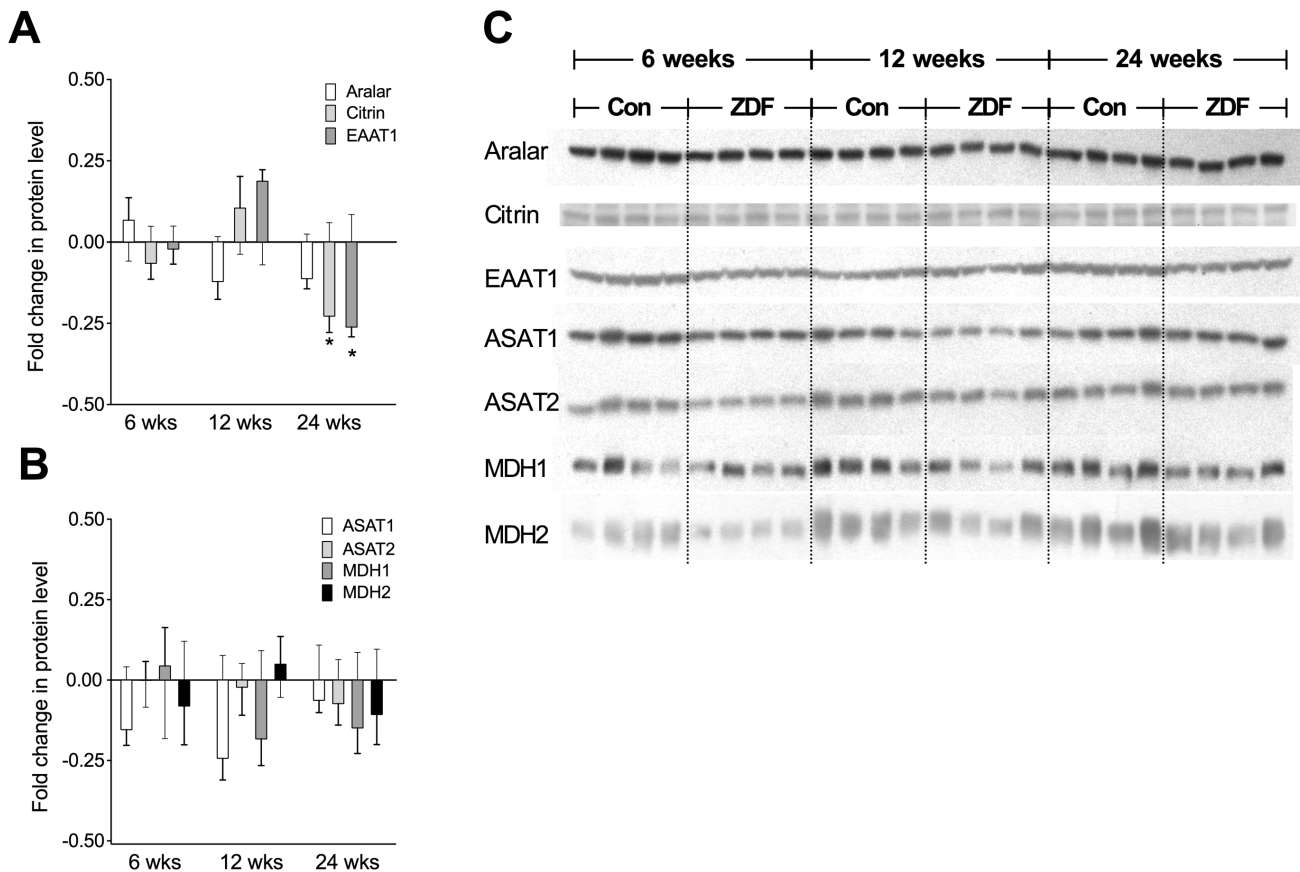 A
0.50
0.25
0.00
-0.25
-0.50
Fold change in protein level
Aralar
Citrin
EAAT1
* *
6 wks 12 wks 24 wks
B
0.50
0.25
0.00
-0.25
-0.50
Fold change in protein level
ASAT1
ASAT2
MDH1
MDH2
6 wks 12 wks 24 wks
C
6 weeks 12 weeks 24 weeks
Con ZDF Con ZDF Con ZDF
Aralar
Citrin
EAAT1
ASAT1
ASAT2
MDH1
MDH2